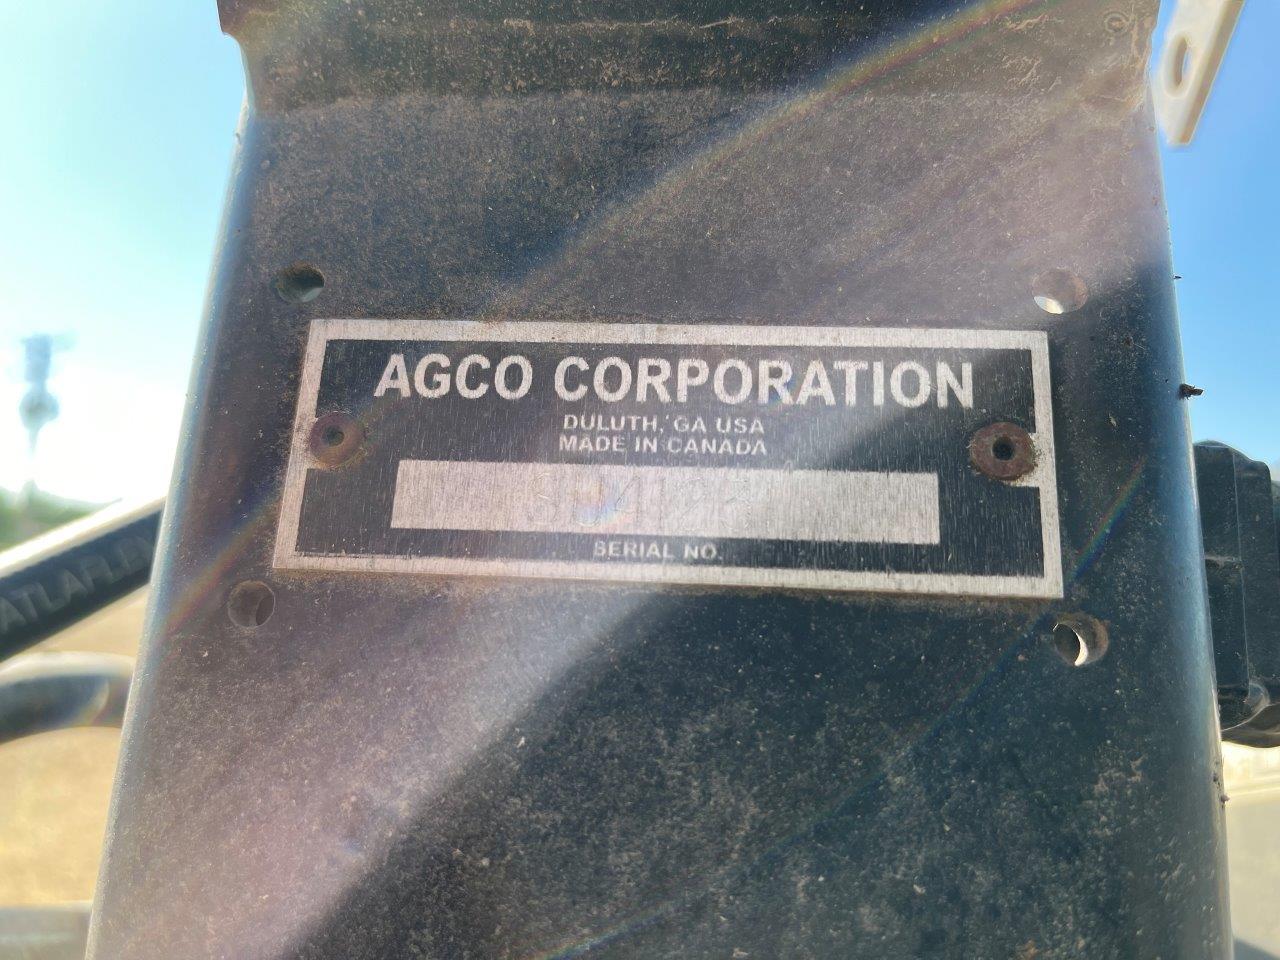 AGCO CORPORATION
DULUTH, GA USA
MADE IN CANADA
SERIAL NO.